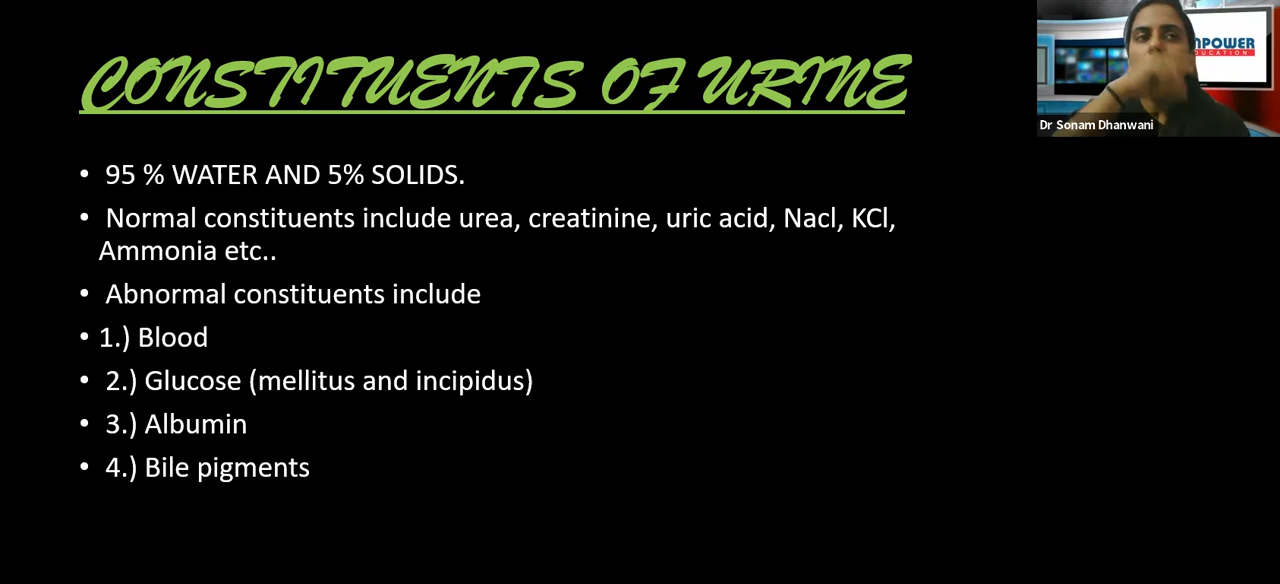 CONSTITUENTS OF URINE
• 95 % WATER AND 5% SOLIDS.
• Normal constituents include urea, creatinine, uric acid, Nacl, KCl,
Ammonia etc..
• Abnormal constituents include
• 1.) Blood
• 2.) Glucose (mellitus and incipidus)
• 3.) Albumin
• 4.) Bile pigments
POWER
Dr Sonam Dhanwani